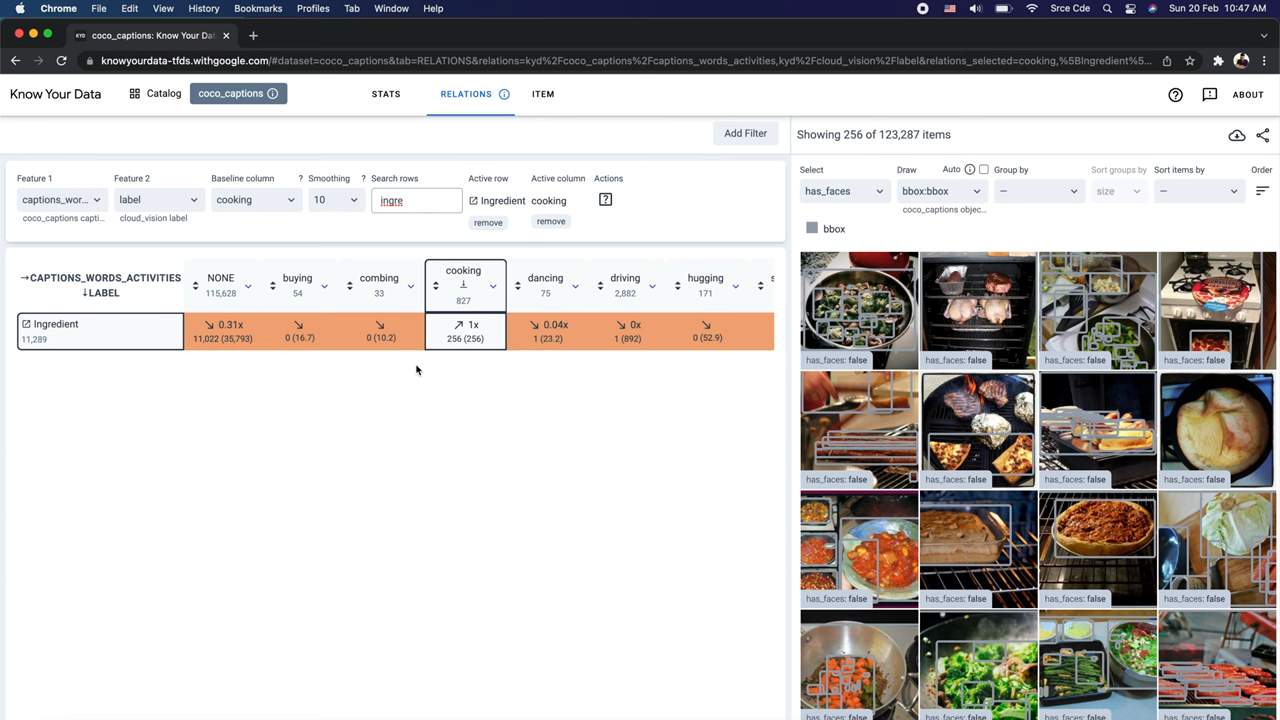 Chrome File Edit View History Bookmarks Profiles Tab Window Help Srce Cde Sun 20 Feb 10:47 AM
KYD coco_captions: Know Your Dat
knowyourdata-tfds.withgoogle.com/#dataset=coco_captions&tab=RELATIONS&relations=kyd%2Fcoco_captions%2Fcaptions_words_activities,kyd%2Fcloud_vision%2Flabel&relations_selected=cooking,%5BIngredient%5...
Know Your Data Catalog coco_captions STATS RELATIONS ITEM ABOUT
Add Filter
Feature 1 Feature 2 Baseline column ? Smoothing ? Search rows Active row Active column Actions
captions_wor... label cooking 10 ingre Ingredient cooking ?
coco_captions capti... cloud_vision label remove remove
→CAPTIONS_WORDS_ACTIVITIES
↓LABEL
NONE buying combing cooking dancing driving hugging s
115,628 54 33 827 75 2,882 171
Ingredient ↘ 0.31x ↘ ↘ ↗ 1x ↘ 0.04x ↘ 0x ↘
11,289 11,022 (35,793) 0 (16.7) 0 (10.2) 256 (256) 1 (23.2) 1 (892) 0 (52.9)
Showing 256 of 123,287 items
Select Draw Auto Group by Sort groups by Sort items by Order
has_faces bbox:bbox — size —
coco_captions objec...
bbox
has_faces: false has_faces: false has_faces: false has_faces: false
has_faces: false has_faces: false has_faces: false has_faces: false
has_faces: false has_faces: false has_faces: false has_faces: false
has_faces: false has_faces: false has_faces: false has_faces: false